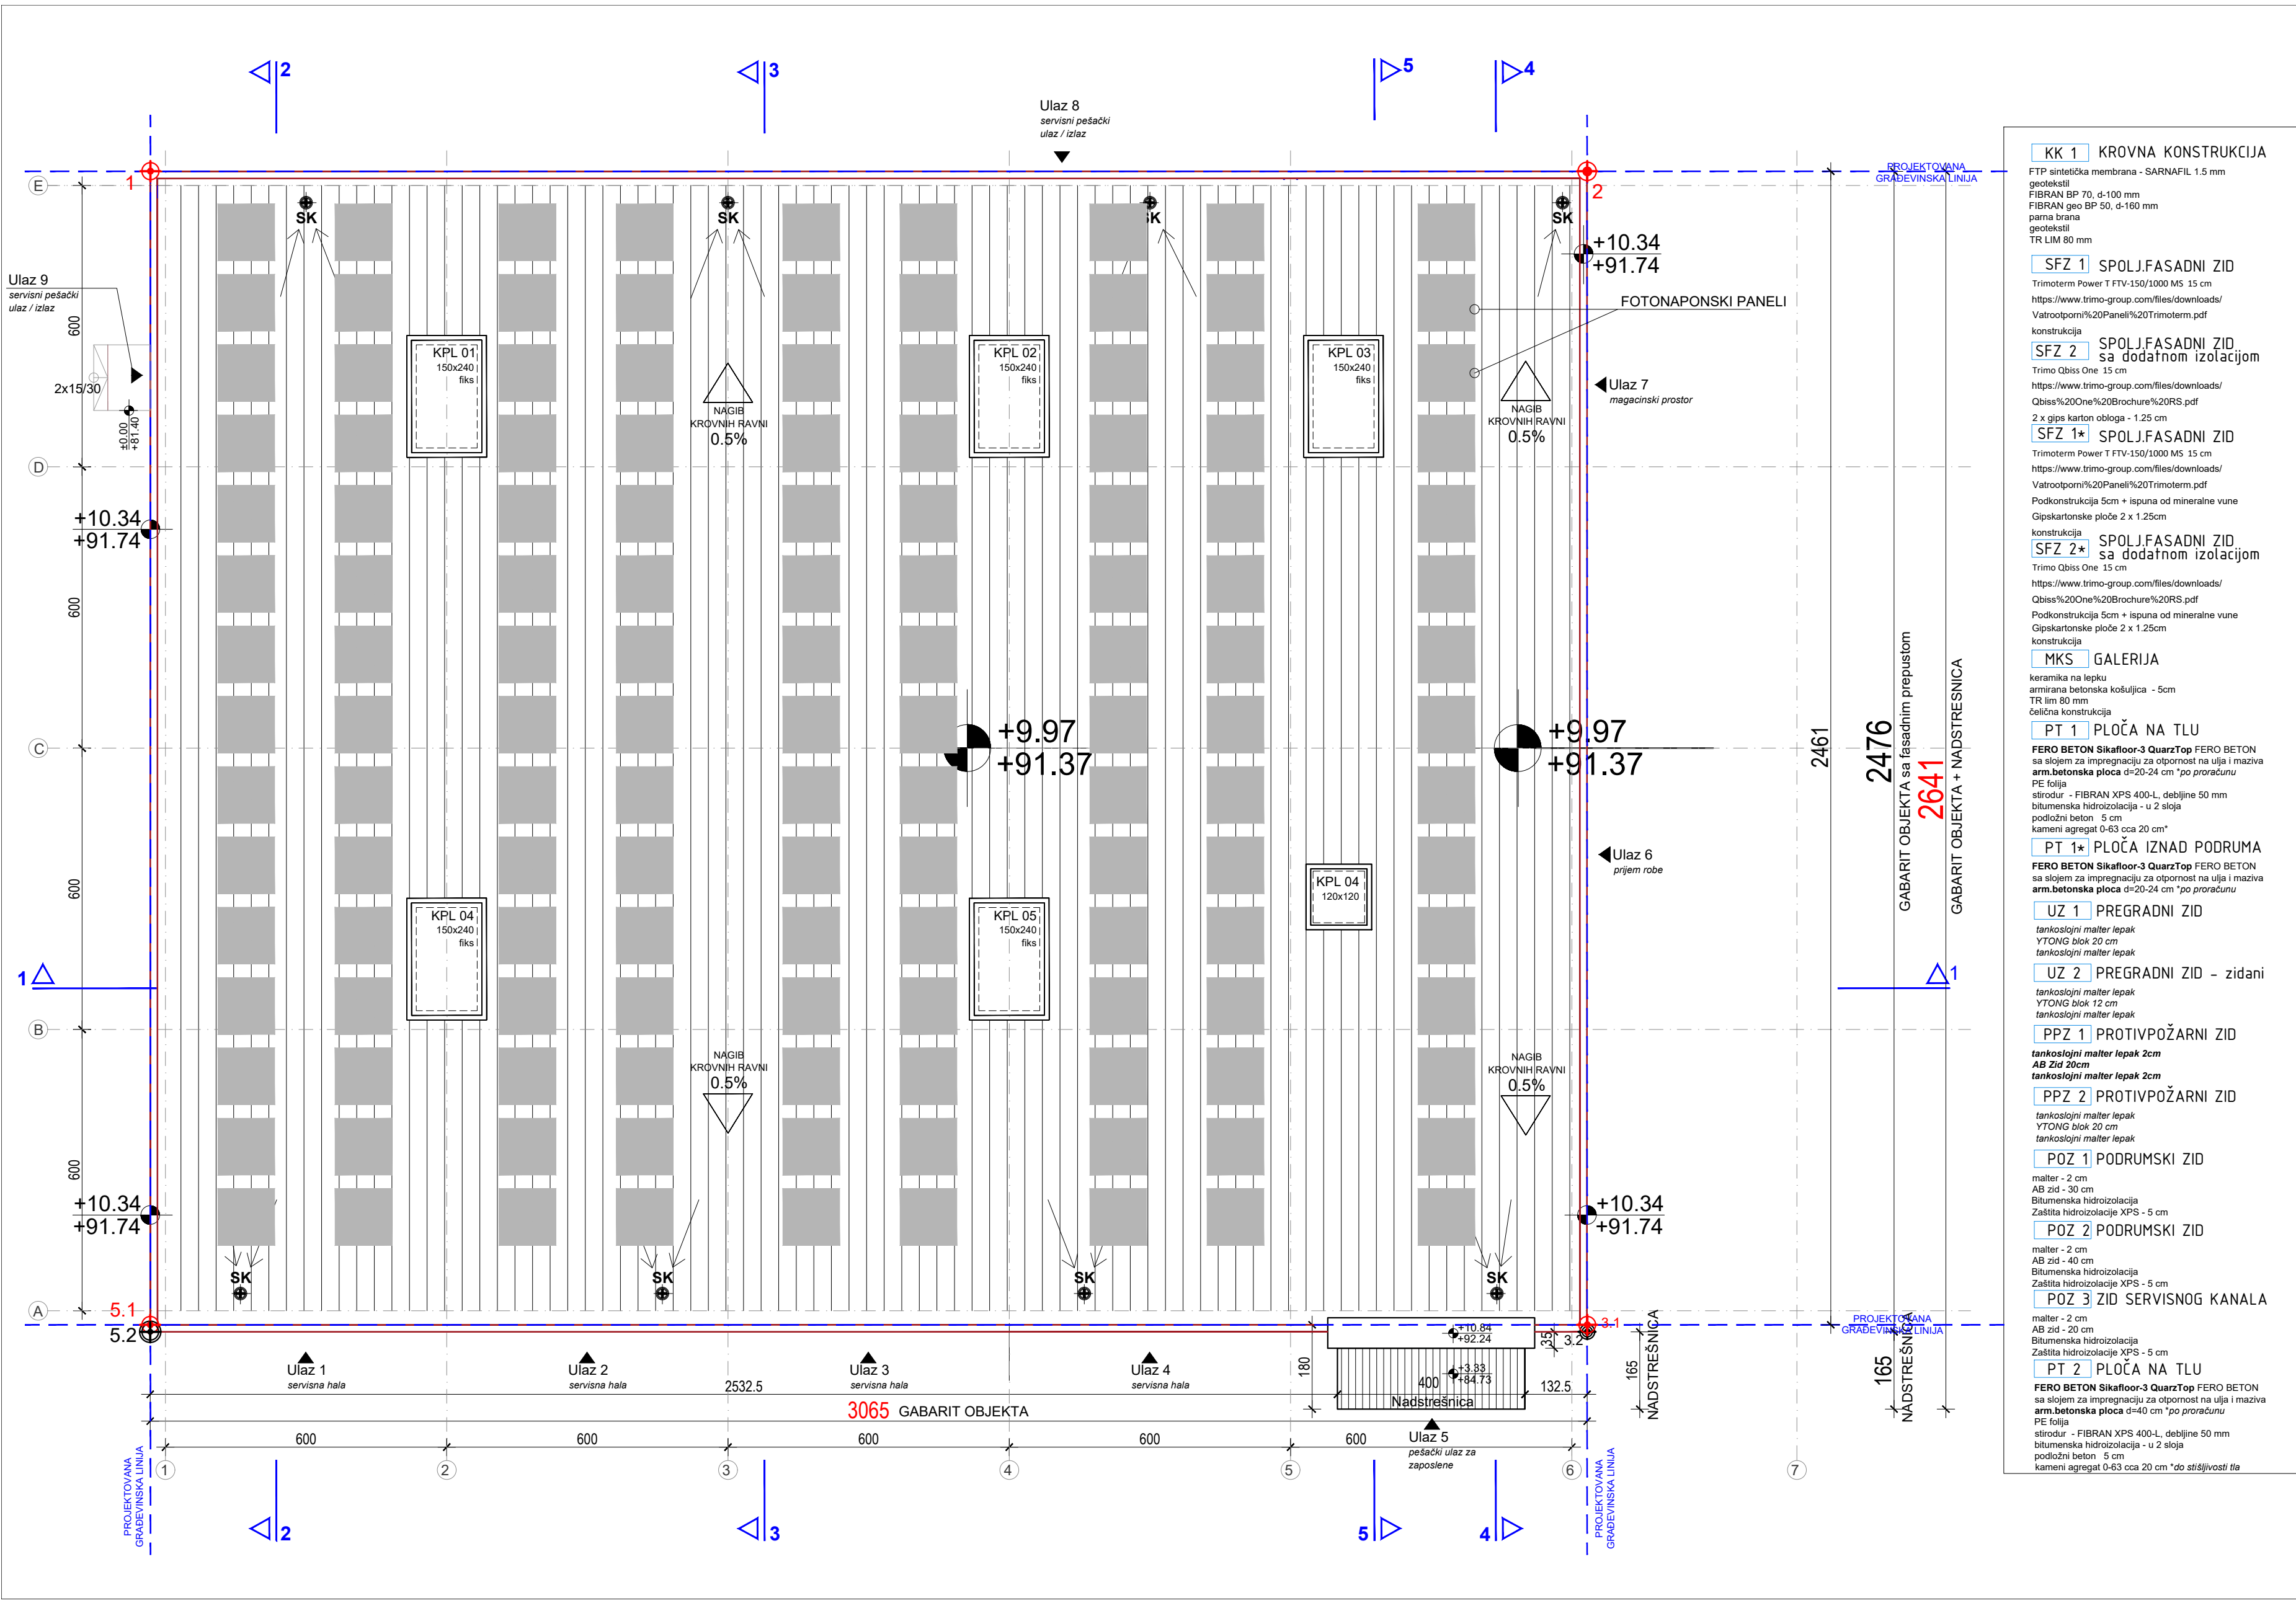 2
3
5
4
Ulaz 8
servisni pešački
ulaz / izlaz
E
1
2
PROJEKTOVANA
GRAĐEVINSKA LINIJA
SK
SK
SK
SK
+10.34
+91.74
Ulaz 9
servisni pešački
ulaz / izlaz
600
FOTONAPONSKI PANELI
KPL 01
150x240
fiks
KPL 02
150x240
fiks
KPL 03
150x240
fiks
2x15/30
±0.00
+81.40
NAGIB
KROVNIH RAVNI
0.5%
NAGIB
KROVNIH RAVNI
0.5%
Ulaz 7
magacinski prostor
D
+10.34
+91.74
600
C
+9.97
+91.37
+9.97
+91.37
2461
2476
GABARIT OBJEKTA sa fasadnim prepustom
2641
GABARIT OBJEKTA + NADSTRESNICA
Ulaz 6
prijem robe
600
KPL 04
150x240
fiks
KPL 05
150x240
fiks
KPL 04
120x120
1
1
B
NAGIB
KROVNIH RAVNI
0.5%
NAGIB
KROVNIH RAVNI
0.5%
600
+10.34
+91.74
+10.34
+91.74
SK
SK
SK
SK
A
5.1
5.2
3.1
3.2
+10.84
+92.24
35
+3.33
+84.73
180
165
NADSTREŠNICA
165
NADSTREŠNICA
PROJEKTOVANA
GRAĐEVINSKA LINIJA
Ulaz 1
servisna hala
Ulaz 2
servisna hala
Ulaz 3
servisna hala
Ulaz 4
servisna hala
2532.5
400
132.5
Nadstrešnica
3065 GABARIT OBJEKTA
Ulaz 5
pešački ulaz za
zaposlene
600
600
600
600
600
1
2
3
4
5
6
7
PROJEKTOVANA
GRAĐEVINSKA LINIJA
PROJEKTOVANA
GRAĐEVINSKA LINIJA
2
3
5
4
KK 1 KROVNA KONSTRUKCIJA
FTP sintetička membrana - SARNAFIL 1.5 mm
geotekstil
FIBRAN BP 70, d-100 mm
FIBRAN geo BP 50, d-160 mm
parna brana
geotekstil
TR LIM 80 mm
SFZ 1 SPOLJ.FASADNI ZID
Trimoterm Power T FTV-150/1000 MS 15 cm
https://www.trimo-group.com/files/downloads/
Vatrootporni%20Paneli%20Trimoterm.pdf
konstrukcija
SFZ 2 SPOLJ.FASADNI ZID
sa dodatnom izolacijom
Trimo Qbiss One 15 cm
https://www.trimo-group.com/files/downloads/
Qbiss%20One%20Brochure%20RS.pdf
2 x gips karton obloga - 1.25 cm
SFZ 1* SPOLJ.FASADNI ZID
Trimoterm Power T FTV-150/1000 MS 15 cm
https://www.trimo-group.com/files/downloads/
Vatrootporni%20Paneli%20Trimoterm.pdf
Podkonstrukcija 5cm + ispuna od mineralne vune
Gipskartonske ploče 2 x 1.25cm
konstrukcija
SFZ 2* SPOLJ.FASADNI ZID
sa dodatnom izolacijom
Trimo Qbiss One 15 cm
https://www.trimo-group.com/files/downloads/
Qbiss%20One%20Brochure%20RS.pdf
Podkonstrukcija 5cm + ispuna od mineralne vune
Gipskartonske ploče 2 x 1.25cm
konstrukcija
MKS GALERIJA
keramika na lepku
armirana betonska košuljica - 5cm
TR lim 80 mm
čelična konstrukcija
PT 1 PLOČA NA TLU
FERO BETON Sikafloor-3 QuarzTop FERO BETON
sa slojem za impregnaciju za otpornost na ulja i maziva
arm.betonska ploca d=20-24 cm *po proračunu
PE folija
stirodur - FIBRAN XPS 400-L, debljine 50 mm
bitumenska hidroizolacija - u 2 sloja
podložni beton 5 cm
kameni agregat 0-63 cca 20 cm*
PT 1* PLOČA IZNAD PODRUMA
FERO BETON Sikafloor-3 QuarzTop FERO BETON
sa slojem za impregnaciju za otpornost na ulja i maziva
arm.betonska ploca d=20-24 cm *po proračunu
UZ 1 PREGRADNI ZID
tankoslojni malter lepak
YTONG blok 20 cm
tankoslojni malter lepak
UZ 2 PREGRADNI ZID - zidani
tankoslojni malter lepak
YTONG blok 12 cm
tankoslojni malter lepak
PPZ 1 PROTIVPOŽARNI ZID
tankoslojni malter lepak 2cm
AB Zid 20cm
tankoslojni malter lepak 2cm
PPZ 2 PROTIVPOŽARNI ZID
tankoslojni malter lepak
YTONG blok 20 cm
tankoslojni malter lepak
POZ 1 PODRUMSKI ZID
malter - 2 cm
AB zid - 30 cm
Bitumenska hidroizolacija
Zaštita hidroizolacije XPS - 5 cm
POZ 2 PODRUMSKI ZID
malter - 2 cm
AB zid - 40 cm
Bitumenska hidroizolacija
Zaštita hidroizolacije XPS - 5 cm
POZ 3 ZID SERVISNOG KANALA
malter - 2 cm
AB zid - 20 cm
Bitumenska hidroizolacija
Zaštita hidroizolacije XPS - 5 cm
PT 2 PLOČA NA TLU
FERO BETON Sikafloor-3 QuarzTop FERO BETON
sa slojem za impregnaciju za otpornost na ulja i maziva
arm.betonska ploca d=40 cm *po proračunu
PE folija
stirodur - FIBRAN XPS 400-L, debljine 50 mm
bitumenska hidroizolacija - u 2 sloja
podložni beton 5 cm
kameni agregat 0-63 cca 20 cm *do stišljivosti tla